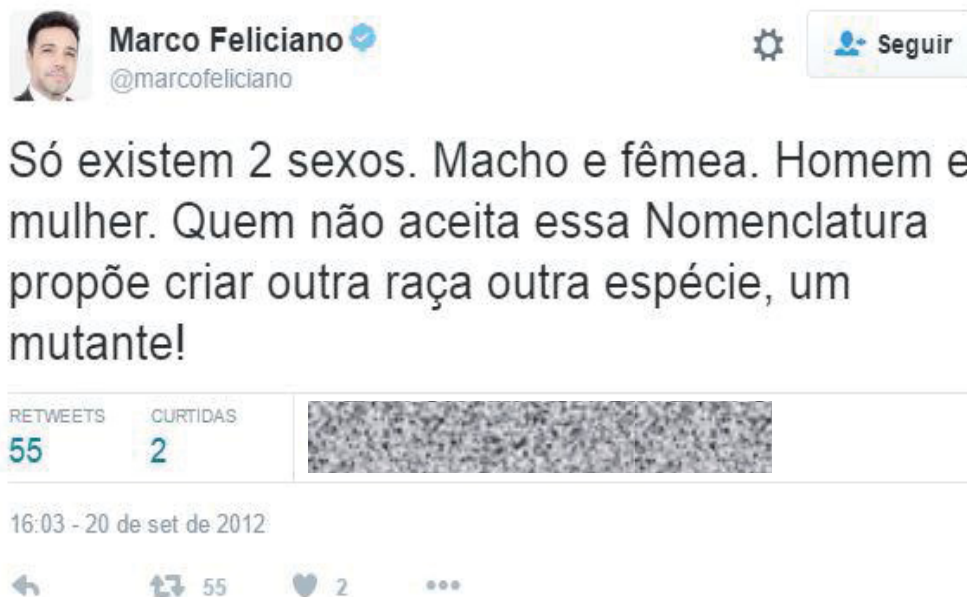 Marco Feliciano
@marcofeliciano
Seguir
Só existem 2 sexos. Macho e fêmea. Homem e
mulher. Quem não aceita essa Nomenclatura
propõe criar outra raça outra espécie, um
mutante!
RETWEETS CURTIDAS
55 2
16:03 - 20 de set de 2012
55 2